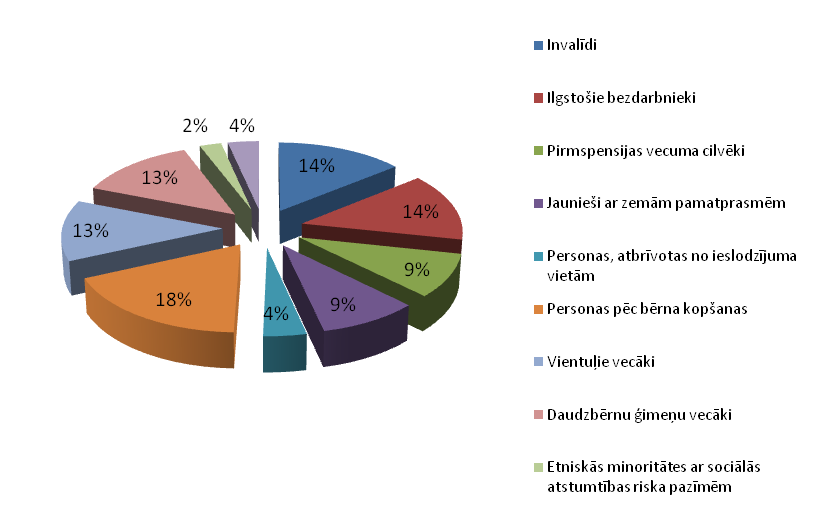 Invalīdi
Ilgstošie bezdarbnieki
Pirmspensijas vecuma cilvēki
Jaunieši ar zemām pamatprasmēm
Personas, atbrīvotas no ieslodzījuma
vietām
Personas pēc bērna kopšanas
Vientuļie vecāki
Daudzbērnu ģimeņu vecāki
Etniskās minoritātes ar sociālās
atstumtības riska pazīmēm
2%
4%
14%
14%
9%
9%
4%
18%
13%
13%